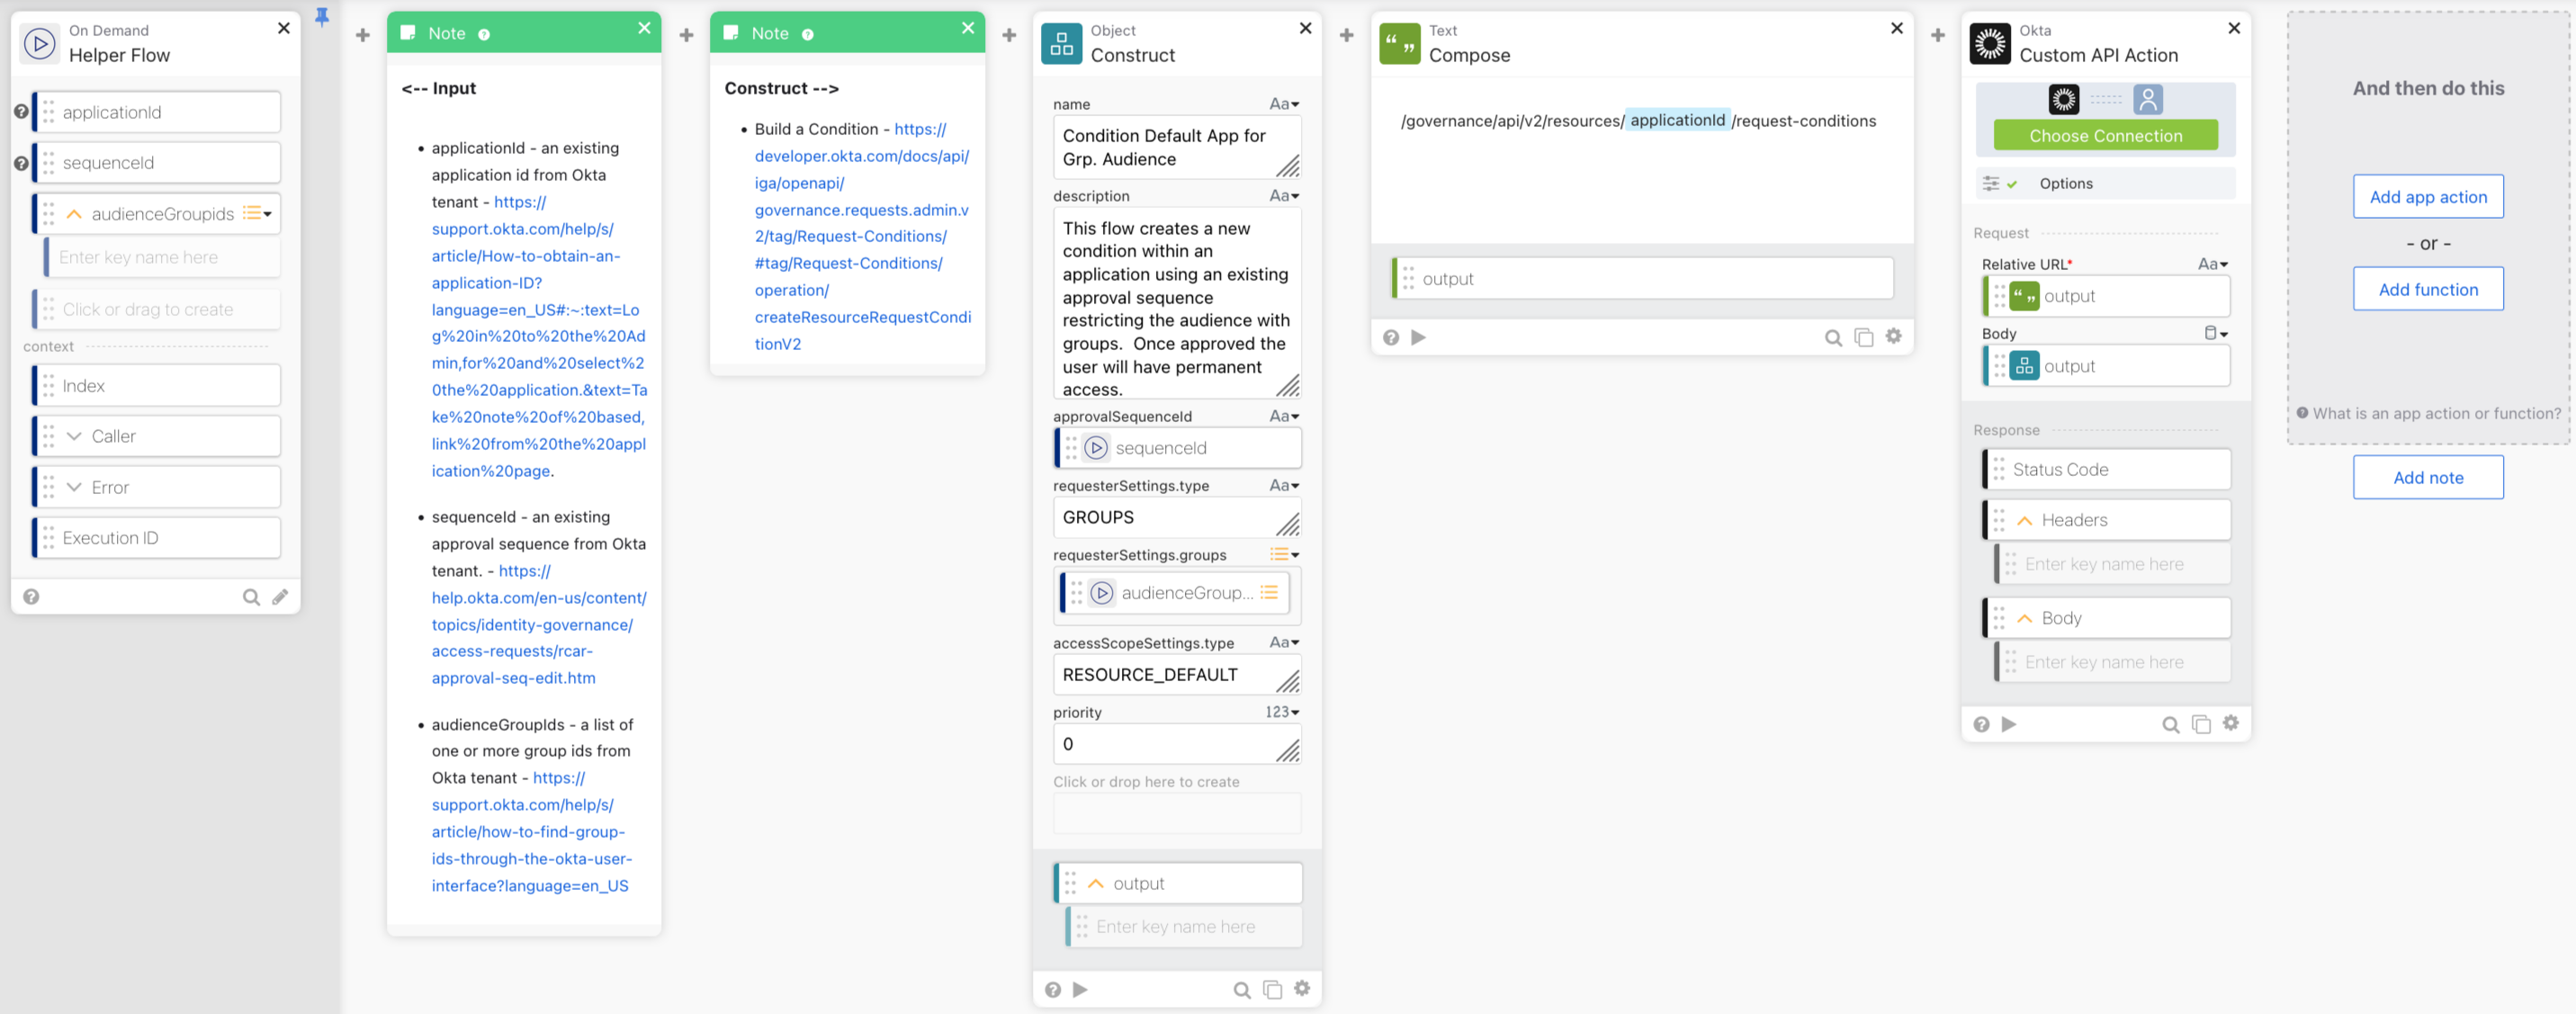 On Demand
Helper Flow
applicationId
sequenceId
audienceGroupids
Enter key name here
Click or drag to create
context
Index
Caller
Error
Execution ID
Note
<-- Input
applicationId - an existing
application id from Okta
tenant - https://
support.okta.com/help/s/
article/How-to-obtain-an-
application-ID?
language=en_US#:~:text=Lo
g%20in%20to%20the%20Ad
min,for%20and%20select%2
0the%20application.&text=Ta
ke%20note%20of%20based,
link%20from%20the%20appl
ication%20page.
sequenceId - an existing
approval sequence from Okta
tenant. - https://
help.okta.com/en-us/content/
topics/identity-governance/
access-requests/rcar-
approval-seq-edit.htm
audienceGroupIds - a list of
one or more group ids from
Okta tenant - https://
support.okta.com/help/s/
article/how-to-find-group-
ids-through-the-okta-user-
interface?language=en_US
Note
Construct -->
Build a Condition - https://
developer.okta.com/docs/api/
iga/openapi/
governance.requests.admin.v
2/tag/Request-Conditions/
#tag/Request-Conditions/
operation/
createResourceRequestCondi
tionV2
Object
Construct
name Aa
Condition Default App for
Grp. Audience
description Aa
This flow creates a new
condition within an
application using an existing
approval sequence
restricting the audience with
groups.  Once approved the
user will have permanent
access.
approvalSequenceId Aa
sequenceId
requesterSettings.type Aa
GROUPS
requesterSettings.groups
audienceGroup...
accessScopeSettings.type Aa
RESOURCE_DEFAULT
priority 123
0
Click or drop here to create
output
Enter key name here
Text
Compose
/governance/api/v2/resources/ applicationId /request-conditions
output
Okta
Custom API Action
Choose Connection
Options
Request
Relative URL* Aa
output
Body
output
Response
Status Code
Headers
Enter key name here
Body
Enter key name here
And then do this
Add app action
- or -
Add function
What is an app action or function?
Add note